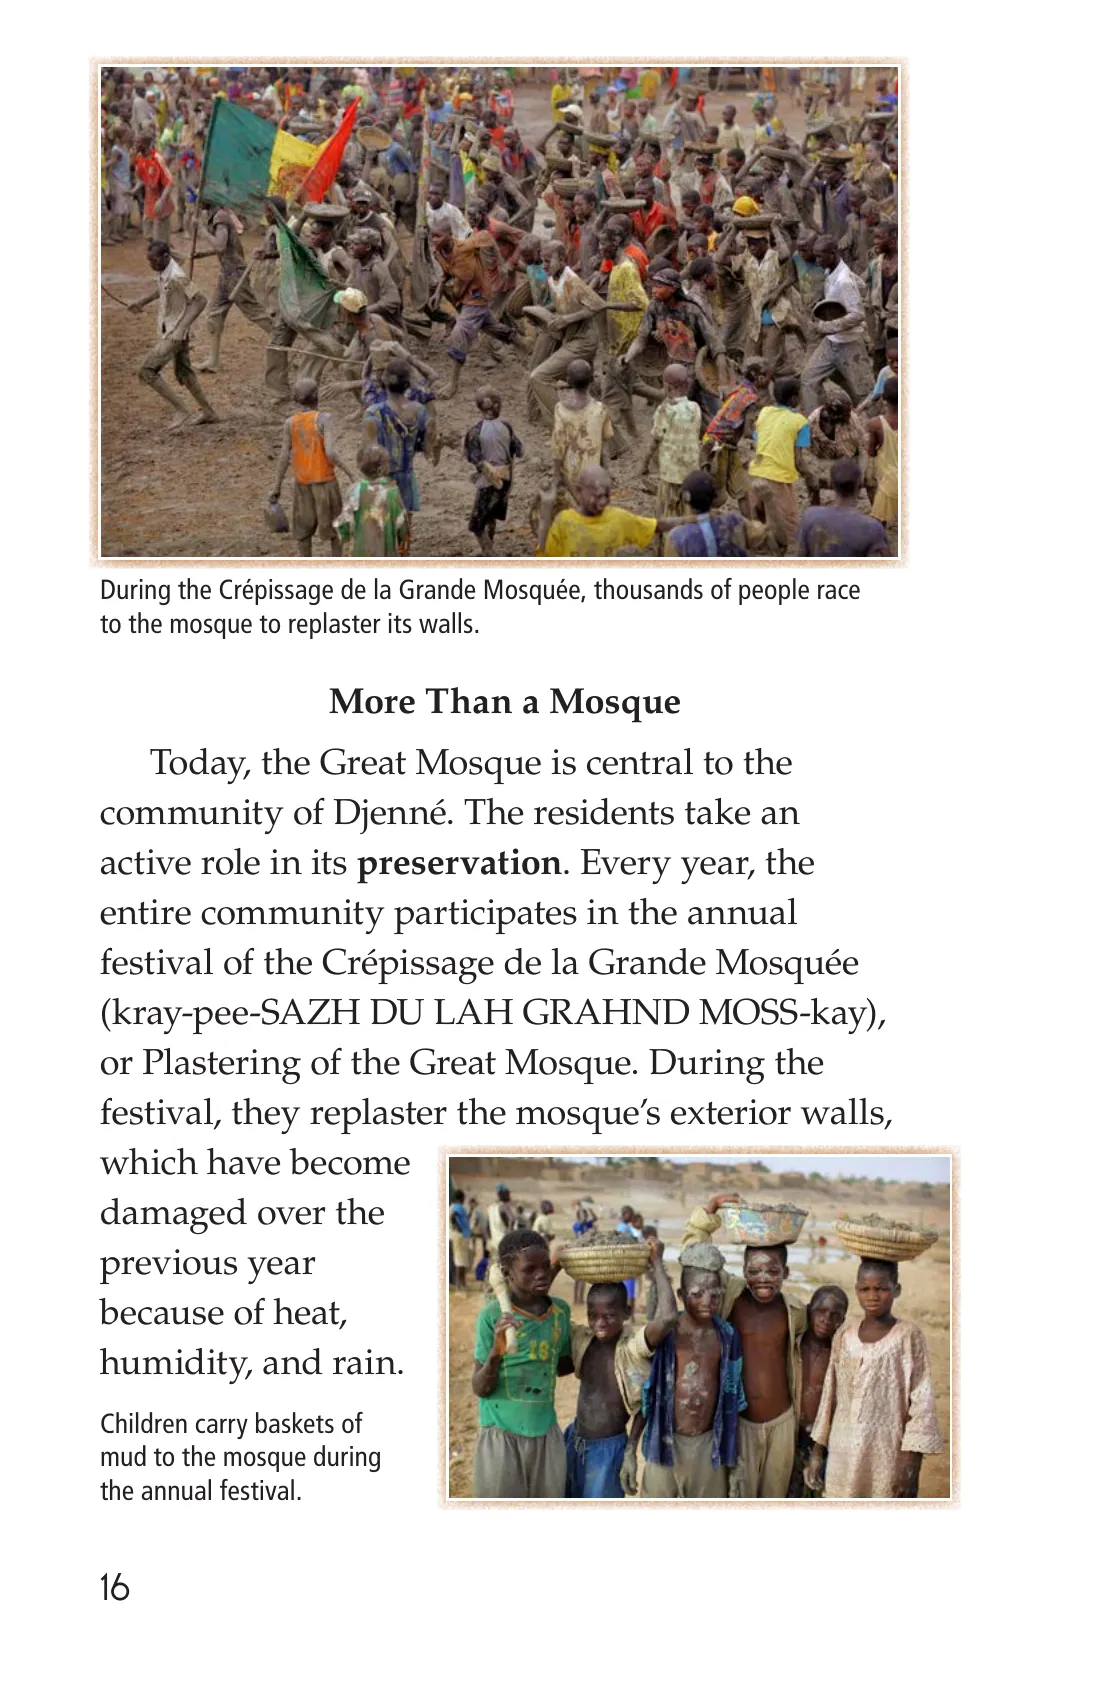 During the Crépissage de la Grande Mosquée, thousands of people race
to the mosque to replaster its walls.
More Than a Mosque
Today, the Great Mosque is central to the
community of Djenné. The residents take an
active role in its preservation. Every year, the
entire community participates in the annual
festival of the Crépissage de la Grande Mosquée
(kray-pee-SAZH DU LAH GRAHND MOSS-kay),
or Plastering of the Great Mosque. During the
festival, they replaster the mosque’s exterior walls,
which have become
damaged over the
previous year
because of heat,
humidity, and rain.
Children carry baskets of
mud to the mosque during
the annual festival.
16